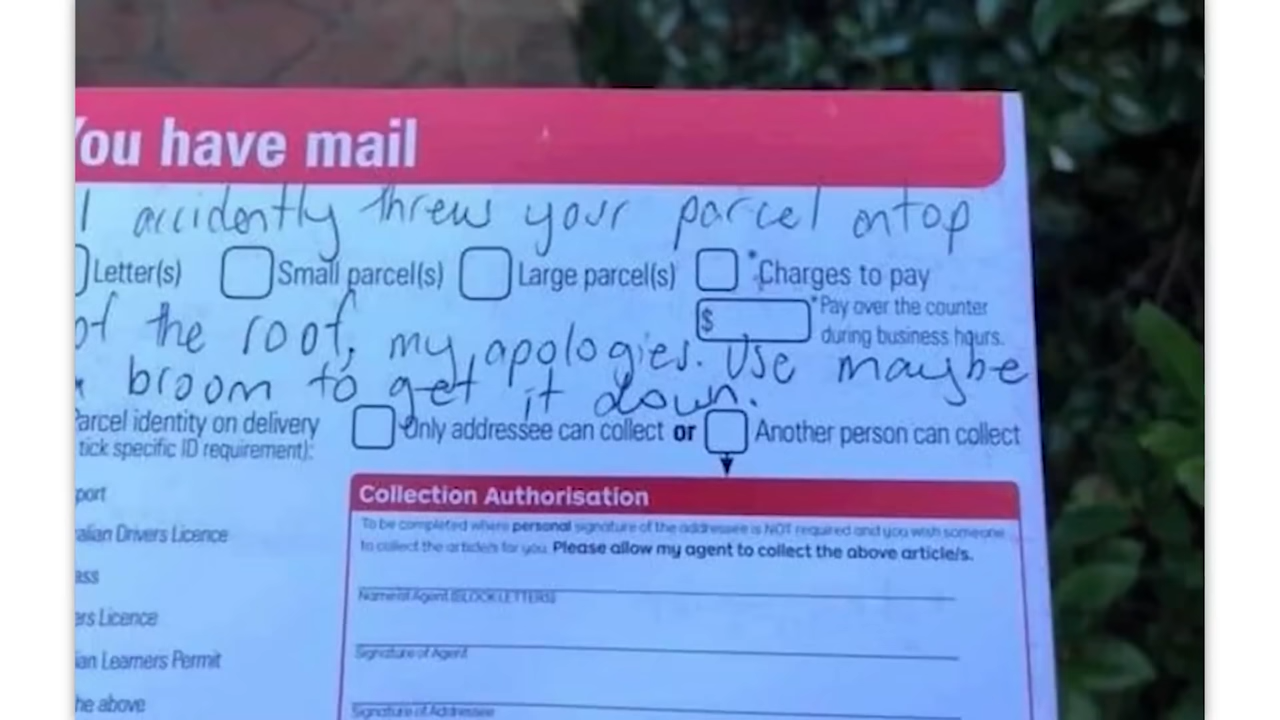 You have mail
I accidently threw your parcel ontop
Letter(s) Small parcel(s) Large parcel(s) *Charges to pay
$ *Pay over the counter
during business hours.
of the roof, my apologies. Use maybe
a broom to get it down.
Parcel identity on delivery
tick specific ID requirement):
Only addressee can collect or Another person can collect
port
alian Drivers Licence
ass
ers Licence
ian Learners Permit
he above
Collection Authorisation
To be completed where personal signature of the addressee is NOT required and you wish someone
to collect the article/s for you. Please allow my agent to collect the above article/s.
Name of Agent (BLOCK LETTERS)
Signature of Agent
Signature of Addressee